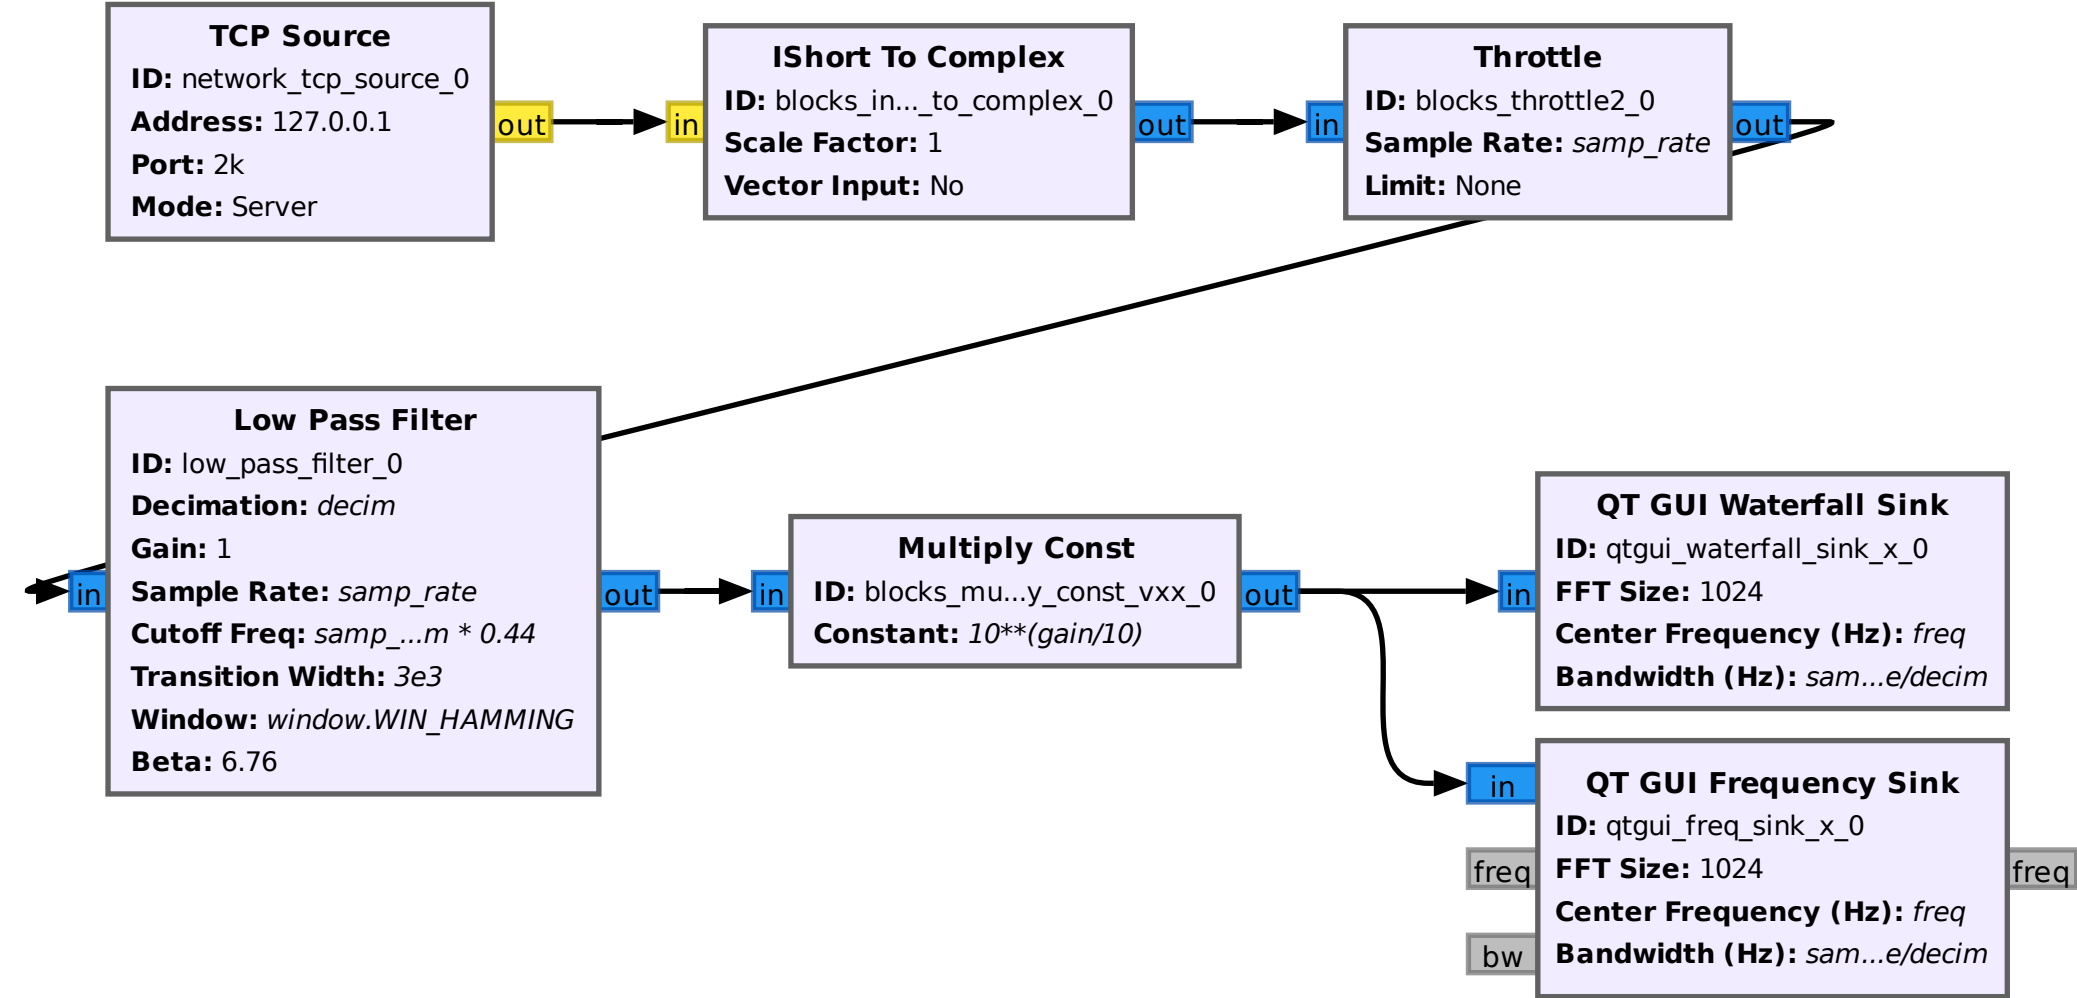 TCP Source
ID: network_tcp_source_0
Address: 127.0.0.1
Port: 2k
Mode: Server
out
in
IShort To Complex
ID: blocks_in..._to_complex_0
Scale Factor: 1
Vector Input: No
out
in
Throttle
ID: blocks_throttle2_0
Sample Rate: samp_rate
Limit: None
out
in
Low Pass Filter
ID: low_pass_filter_0
Decimation: decim
Gain: 1
Sample Rate: samp_rate
Cutoff Freq: samp_...m * 0.44
Transition Width: 3e3
Window: window.WIN_HAMMING
Beta: 6.76
out
in
Multiply Const
ID: blocks_mu...y_const_vxx_0
Constant: 10**(gain/10)
out
in
QT GUI Waterfall Sink
ID: qtgui_waterfall_sink_x_0
FFT Size: 1024
Center Frequency (Hz): freq
Bandwidth (Hz): sam...e/decim
in
freq
bw
QT GUI Frequency Sink
ID: qtgui_freq_sink_x_0
FFT Size: 1024
Center Frequency (Hz): freq
Bandwidth (Hz): sam...e/decim
freq